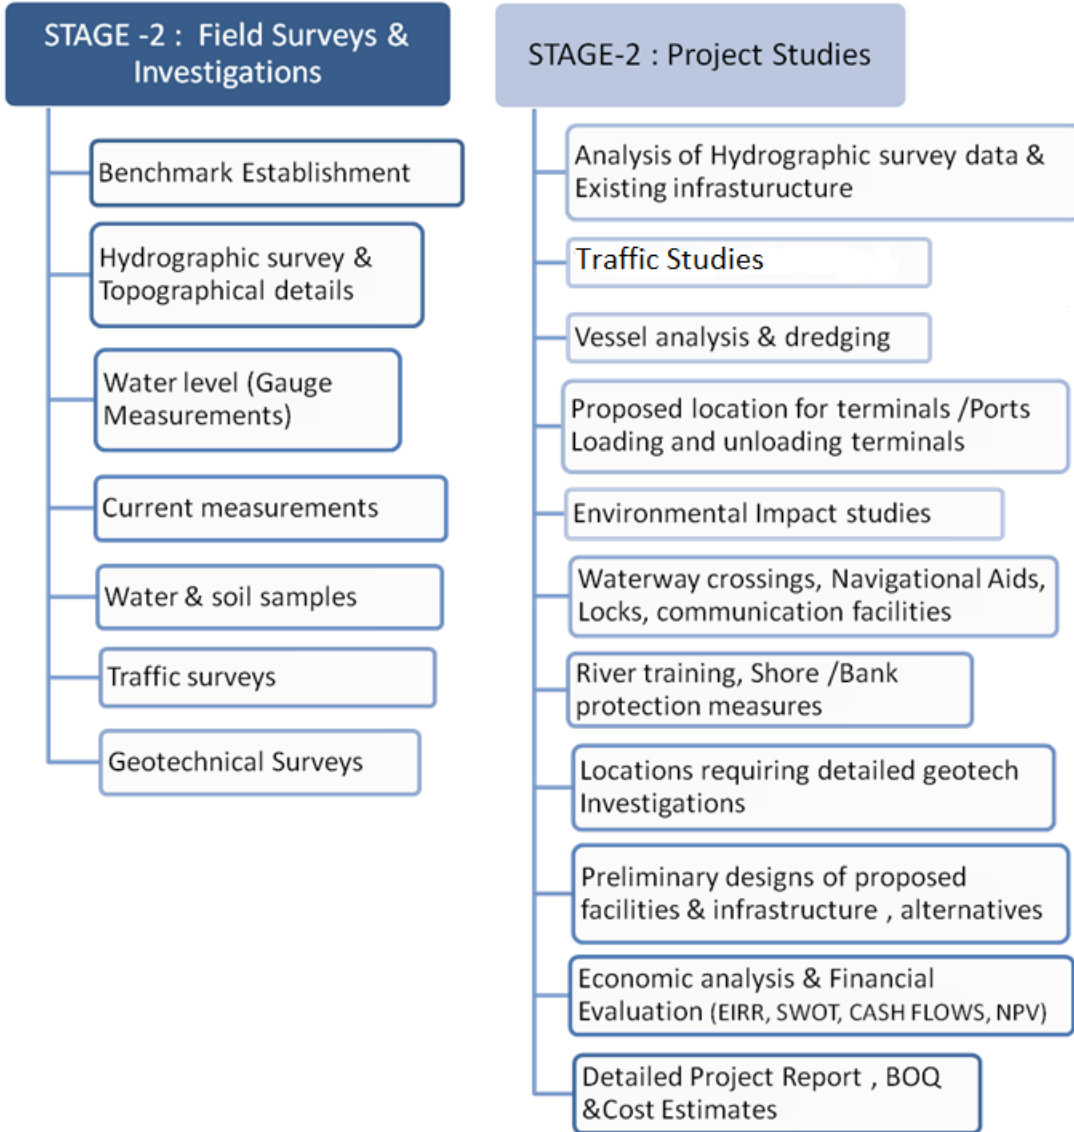 STAGE -2 : Field Surveys &
Investigations
Benchmark Establishment
Hydrographic survey &
Topographical details
Water level (Gauge
Measurements)
Current measurements
Water & soil samples
Traffic surveys
Geotechnical Surveys
STAGE-2 : Project Studies
Analysis of Hydrographic survey data &
Existing infrasturucture
Traffic Studies
Vessel analysis & dredging
Proposed location for terminals /Ports
Loading and unloading terminals
Environmental Impact studies
Waterway crossings, Navigational Aids,
Locks, communication facilities
River training, Shore /Bank
protection measures
Locations requiring detailed geotech
Investigations
Preliminary designs of proposed
facilities & infrastructure , alternatives
Economic analysis & Financial
Evaluation (EIRR, SWOT, CASH FLOWS, NPV)
Detailed Project Report , BOQ
&Cost Estimates